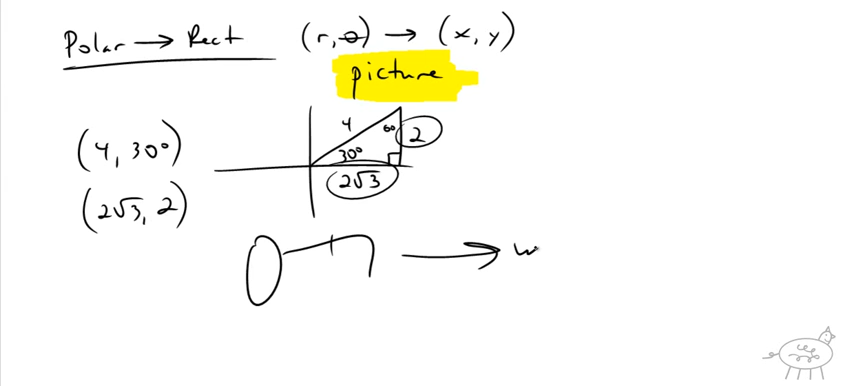 Polar → Rect (r, θ) → (x, y)
picture
(4, 30°)
(2√3, 2)
4
60
2
30°
2√3
→ w